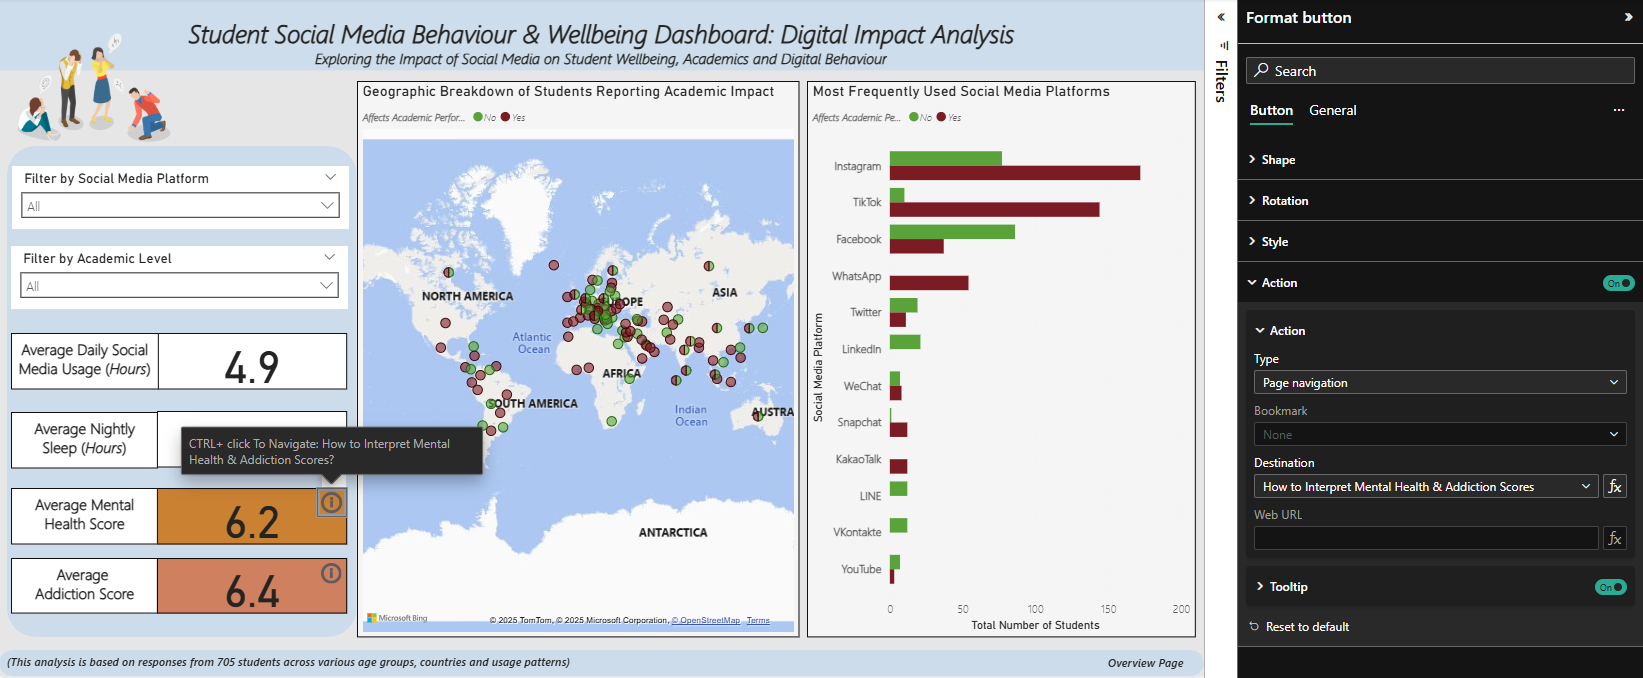 Student Social Media Behaviour & Wellbeing Dashboard: Digital Impact Analysis
Exploring the Impact of Social Media on Student Wellbeing, Academics and Digital Behaviour
Filter by Social Media Platform
All
Filter by Academic Level
All
Average Daily Social
Media Usage (Hours)
4.9
Average Nightly
Sleep (Hours)
CTRL+ click To Navigate: How to Interpret Mental
Health & Addiction Scores?
Average Mental
Health Score
6.2
Average
Addiction Score
6.4
Geographic Breakdown of Students Reporting Academic Impact
Affects Academic Perfor... No Yes
NORTH AMERICA
EUROPE
ASIA
Atlantic
Ocean
AFRICA
SOUTH AMERICA
Indian
Ocean
AUSTRA
ANTARCTICA
Microsoft Bing
© 2025 TomTom, © 2025 Microsoft Corporation, © OpenStreetMap Terms
Most Frequently Used Social Media Platforms
Affects Academic Pe... No Yes
Social Media Platform
Instagram
TikTok
Facebook
WhatsApp
Twitter
LinkedIn
WeChat
Snapchat
KakaoTalk
LINE
VKontakte
YouTube
0 50 100 150 200
Total Number of Students
(This analysis is based on responses from 705 students across various age groups, countries and usage patterns)
Overview Page
Filters
Format button
Search
Button General
Shape
Rotation
Style
Action On
Action
Type
Page navigation
Bookmark
None
Destination
How to Interpret Mental Health & Addiction Scores
fx
Web URL
fx
Tooltip On
Reset to default